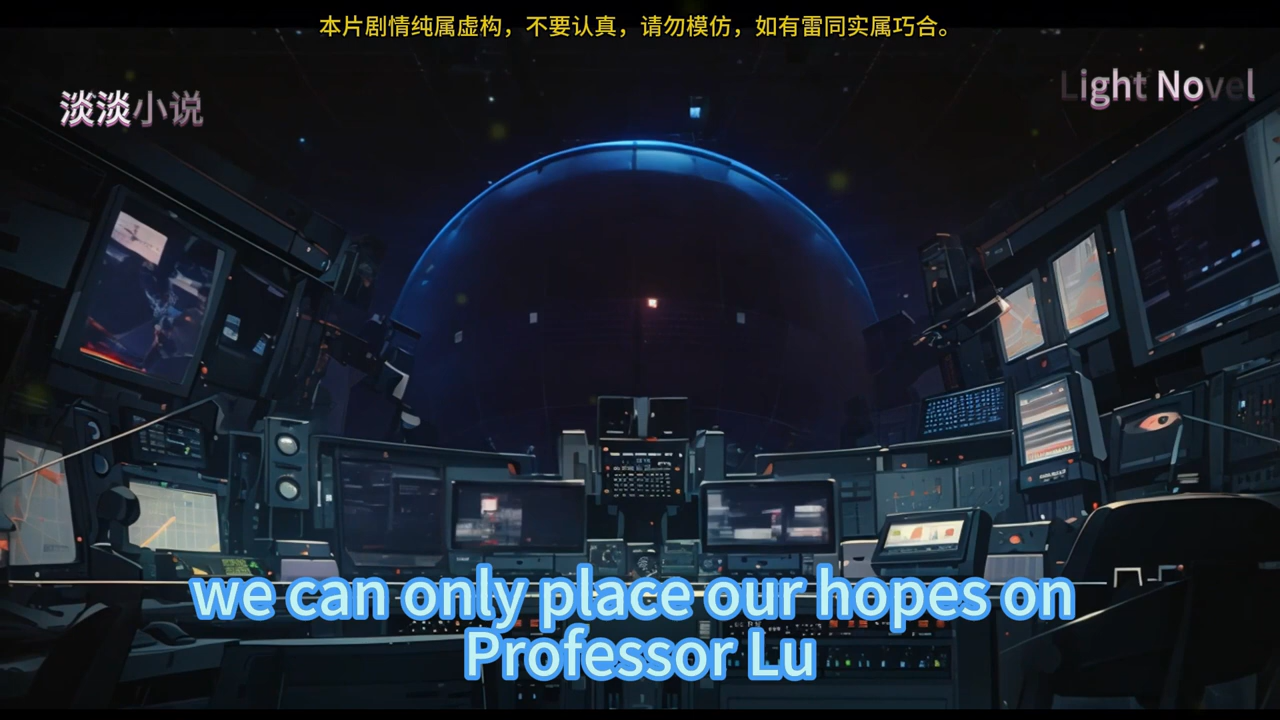 本片剧情纯属虚构，不要认真，请勿模仿，如有雷同实属巧合。
淡淡小说
Light Novel
we can only place our hopes on
Professor Lu